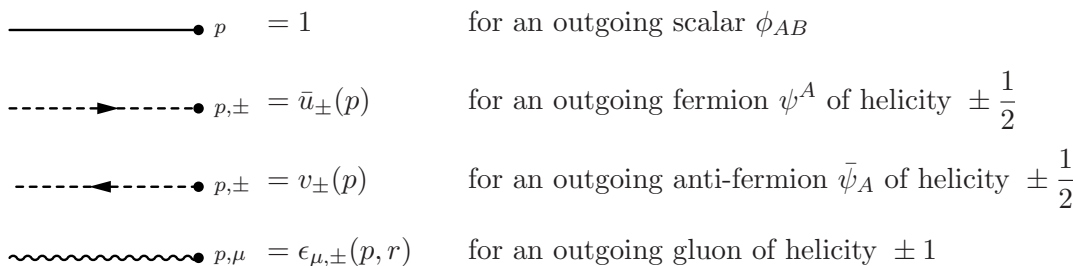 p = 1 for an outgoing scalar ϕ_{AB}
p,± = ū_±(p) for an outgoing fermion ψ^A of helicity ± 1/2
p,± = v_±(p) for an outgoing anti-fermion ψ̄_A of helicity ± 1/2
p,μ = ϵ_{μ,±}(p, r) for an outgoing gluon of helicity ± 1